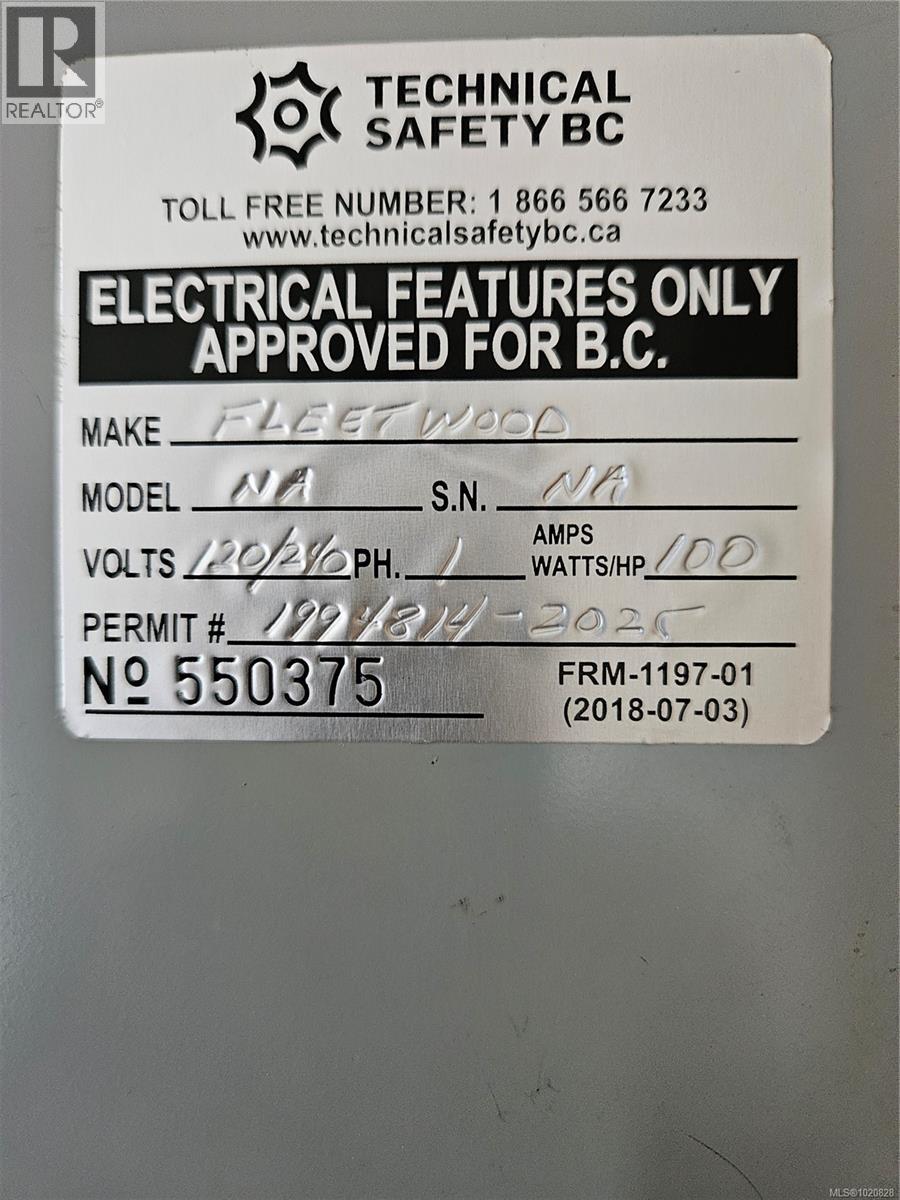 REALTOR®
TECHNICAL
SAFETY BC
TOLL FREE NUMBER: 1 866 566 7233
www.technicalsafetybc.ca
ELECTRICAL FEATURES ONLY
APPROVED FOR B.C.
MAKE FLEETWOOD
MODEL NA S.N. NA
VOLTS 120/240 PH. 1 AMPS WATTS/HP 100
PERMIT # 1994814-2025
Nº 550375
FRM-1197-01
(2018-07-03)
MLS®1020828